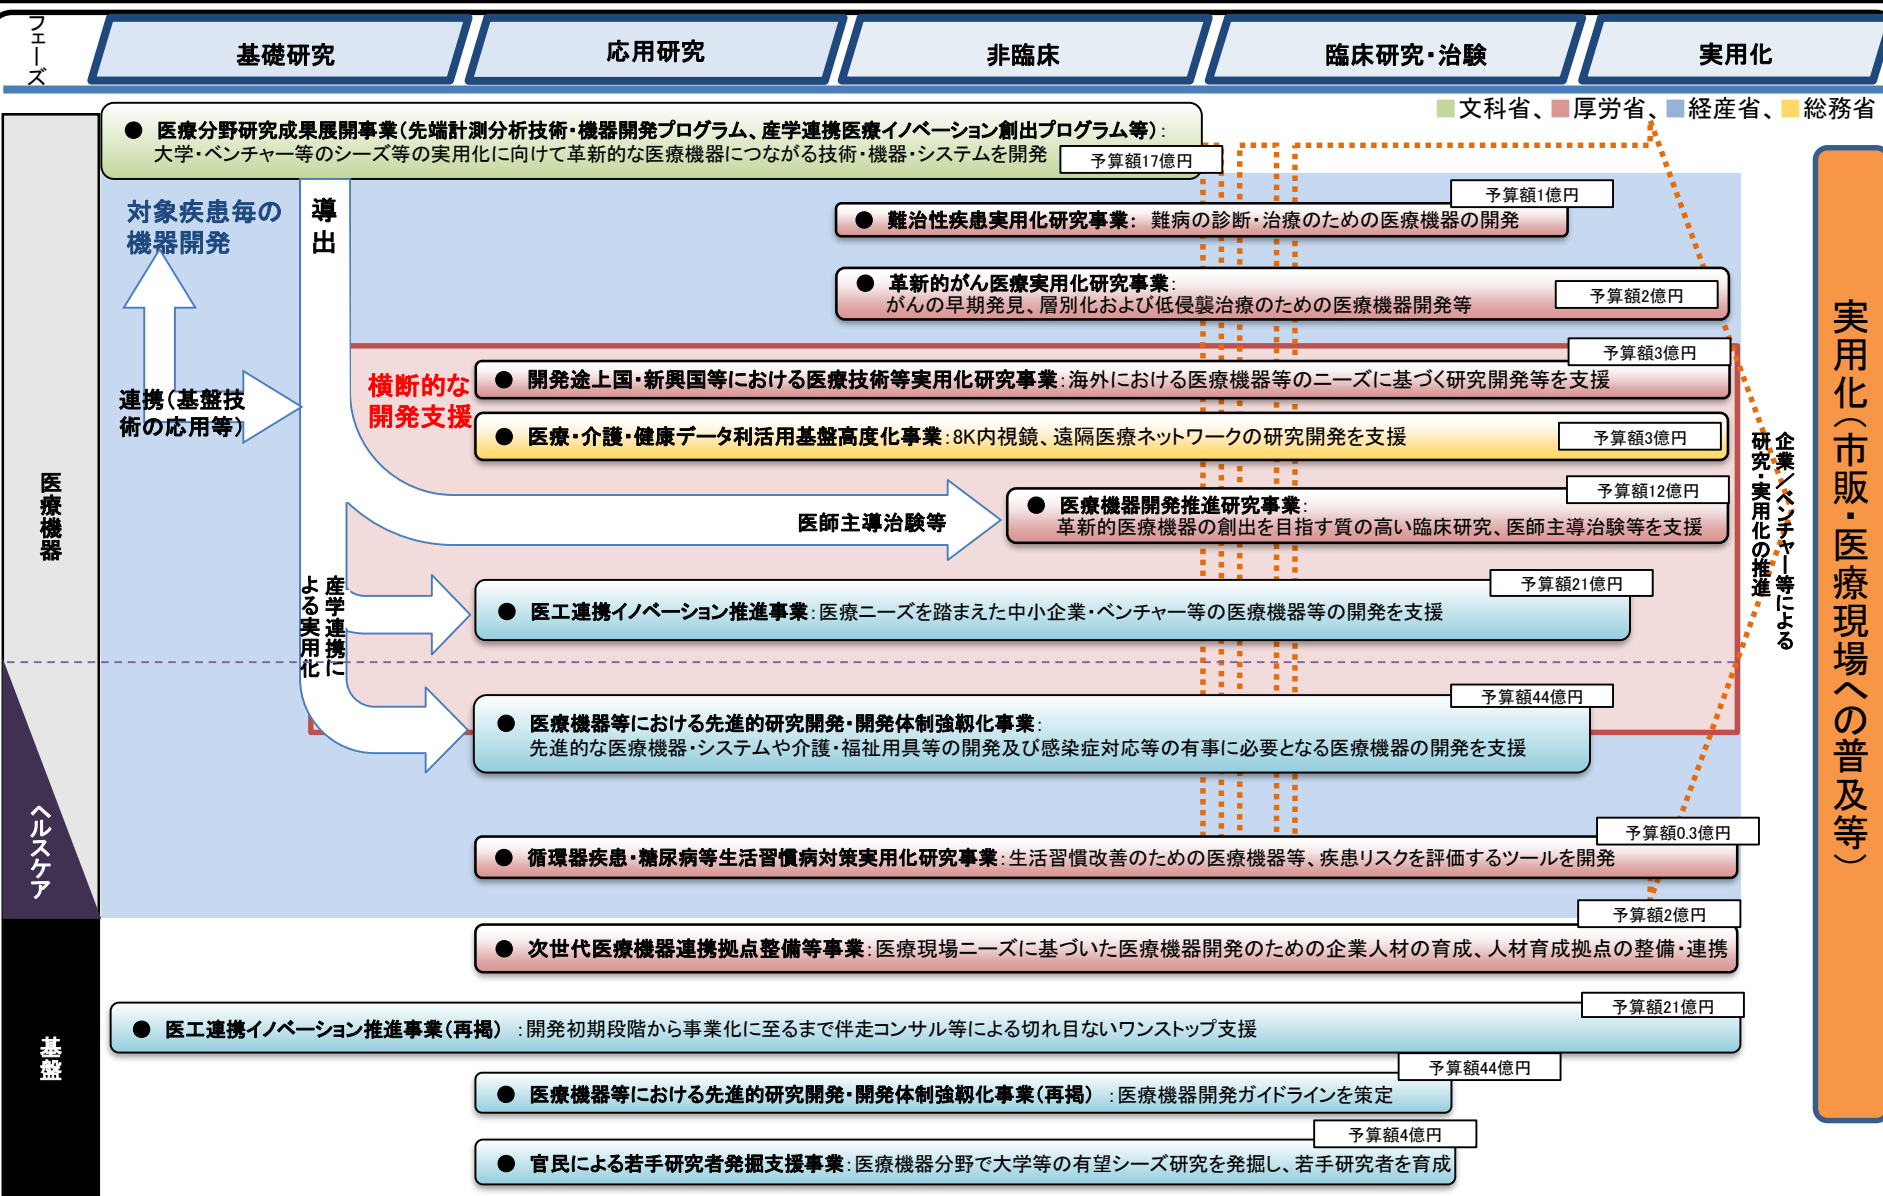 フェーズ
基礎研究
応用研究
非臨床
臨床研究・治験
実用化
文科省、厚労省、経産省、総務省
● 医療分野研究成果展開事業(先端計測分析技術・機器開発プログラム、産学連携医療イノベーション創出プログラム等):
大学・ベンチャー等のシーズ等の実用化に向けて革新的な医療機器につながる技術・機器・システムを開発
予算額17億円
対象疾患毎の
機器開発
導出
予算額1億円
● 難治性疾患実用化研究事業: 難病の診断・治療のための医療機器の開発
● 革新的がん医療実用化研究事業:
がんの早期発見、層別化および低侵襲治療のための医療機器開発等
予算額2億円
連携(基盤技
術の応用等)
横断的な
開発支援
予算額3億円
● 開発途上国・新興国等における医療技術等実用化研究事業:海外における医療機器等のニーズに基づく研究開発等を支援
● 医療・介護・健康データ利活用基盤高度化事業:8K内視鏡、遠隔医療ネットワークの研究開発を支援
予算額3億円
医師主導治験等
予算額12億円
● 医療機器開発推進研究事業:
革新的医療機器の創出を目指す質の高い臨床研究、医師主導治験等を支援
産学連携に
よる実用化
予算額21億円
● 医工連携イノベーション推進事業:医療ニーズを踏まえた中小企業・ベンチャー等の医療機器等の開発を支援
予算額44億円
● 医療機器等における先進的研究開発・開発体制強靱化事業:
先進的な医療機器・システムや介護・福祉用具等の開発及び感染症対応等の有事に必要となる医療機器の開発を支援
企業/ベンチャー等による
研究・実用化の推進
実用化(市販・医療現場への普及等)
医療機器
ヘルスケア
予算額0.3億円
● 循環器疾患・糖尿病等生活習慣病対策実用化研究事業:生活習慣改善のための医療機器等、疾患リスクを評価するツールを開発
基盤
予算額2億円
● 次世代医療機器連携拠点整備等事業:医療現場ニーズに基づいた医療機器開発のための企業人材の育成、人材育成拠点の整備・連携
予算額21億円
● 医工連携イノベーション推進事業(再掲) :開発初期段階から事業化に至るまで伴走コンサル等による切れ目ないワンストップ支援
予算額44億円
● 医療機器等における先進的研究開発・開発体制強靱化事業(再掲) :医療機器開発ガイドラインを策定
予算額4億円
● 官民による若手研究者発掘支援事業:医療機器分野で大学等の有望シーズ研究を発掘し、若手研究者を育成